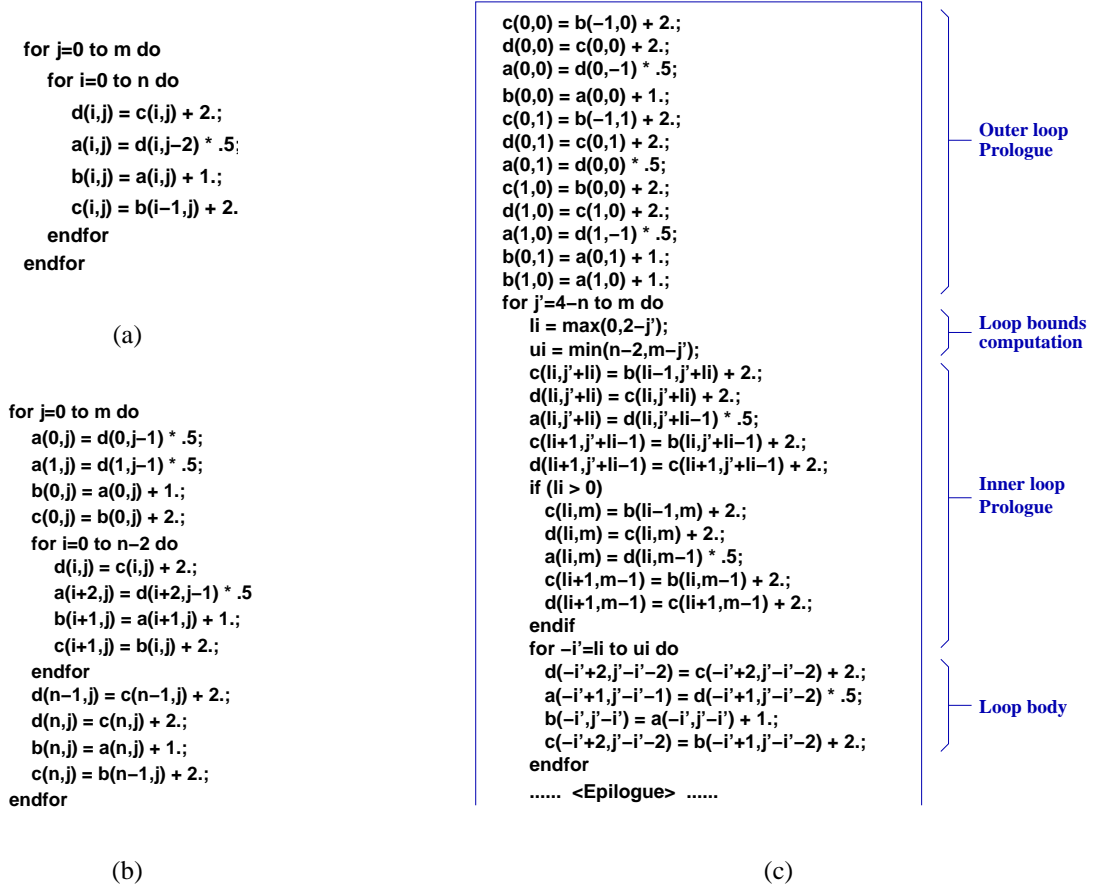 for j=0 to m do
for i=0 to n do
d(i,j) = c(i,j) + 2.;
a(i,j) = d(i,j−2) * .5;
b(i,j) = a(i,j) + 1.;
c(i,j) = b(i−1,j) + 2.
endfor
endfor
(a)
for j=0 to m do
a(0,j) = d(0,j−1) * .5;
a(1,j) = d(1,j−1) * .5;
b(0,j) = a(0,j) + 1.;
c(0,j) = b(0,j) + 2.;
for i=0 to n−2 do
d(i,j) = c(i,j) + 2.;
a(i+2,j) = d(i+2,j−1) * .5
b(i+1,j) = a(i+1,j) + 1.;
c(i+1,j) = b(i,j) + 2.;
endfor
d(n−1,j) = c(n−1,j) + 2.;
d(n,j) = c(n,j) + 2.;
b(n,j) = a(n,j) + 1.;
c(n,j) = b(n−1,j) + 2.;
endfor
(b)
c(0,0) = b(−1,0) + 2.;
d(0,0) = c(0,0) + 2.;
a(0,0) = d(0,−1) * .5;
b(0,0) = a(0,0) + 1.;
c(0,1) = b(−1,1) + 2.;
d(0,1) = c(0,1) + 2.;
a(0,1) = d(0,0) * .5;
c(1,0) = b(0,0) + 2.;
d(1,0) = c(1,0) + 2.;
a(1,0) = d(1,−1) * .5;
b(0,1) = a(0,1) + 1.;
b(1,0) = a(1,0) + 1.;
for j'=4−n to m do
li = max(0,2−j');
ui = min(n−2,m−j');
c(li,j'+li) = b(li−1,j'+li) + 2.;
d(li,j'+li) = c(li,j'+li) + 2.;
a(li,j'+li) = d(li,j'+li−1) * .5;
c(li+1,j'+li−1) = b(li,j'+li−1) + 2.;
d(li+1,j'+li−1) = c(li+1,j'+li−1) + 2.;
if (li > 0)
c(li,m) = b(li−1,m) + 2.;
d(li,m) = c(li,m) + 2.;
a(li,m) = d(li,m−1) * .5;
c(li+1,m−1) = b(li,m−1) + 2.;
d(li+1,m−1) = c(li+1,m−1) + 2.;
endif
for −i'=li to ui do
d(−i'+2,j'−i'−2) = c(−i'+2,j'−i'−2) + 2.;
a(−i'+1,j'−i'−1) = d(−i'+1,j'−i'−2) * .5;
b(−i',j'−i') = a(−i',j'−i') + 1.;
c(−i'+2,j'−i'−2) = b(−i'+1,j'−i'−2) + 2.;
endfor
...... <Epilogue> ......
Outer loop
Prologue
Loop bounds
computation
Inner loop
Prologue
Loop body
(c)